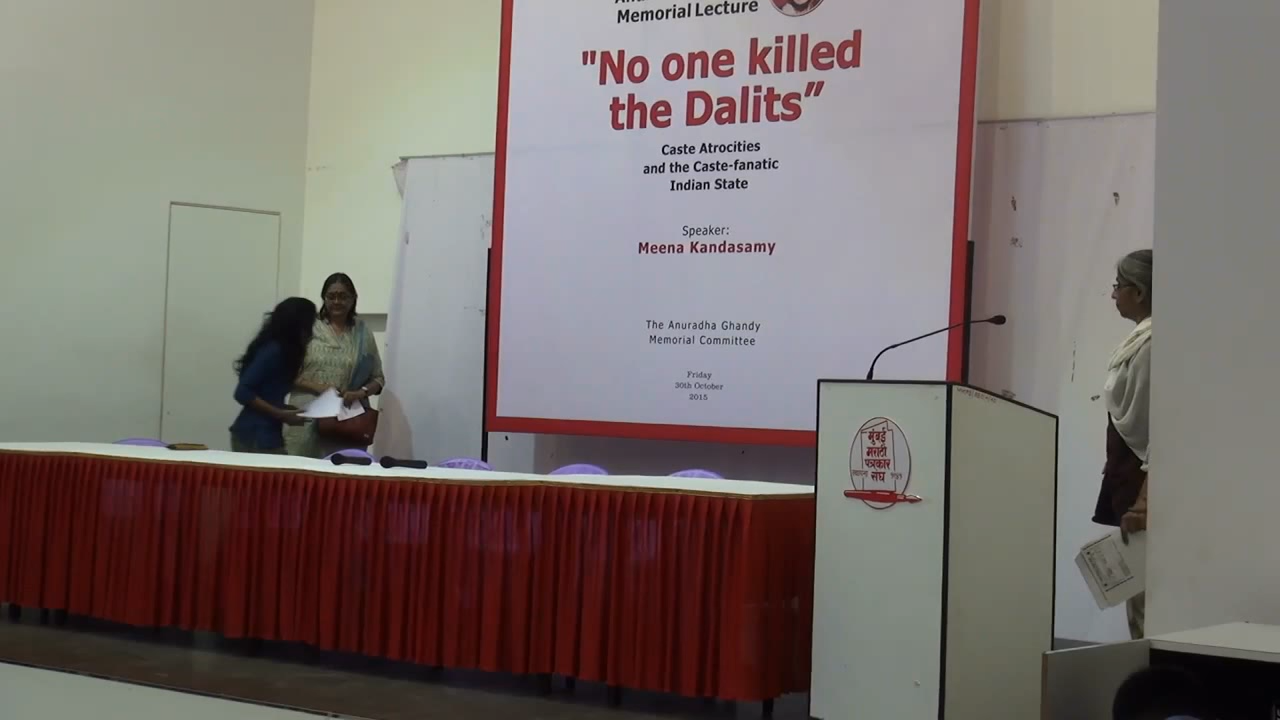 Memorial Lecture
"No one killed
the Dalits”
Caste Atrocities
and the Caste-fanatic
Indian State
Speaker:
Meena Kandasamy
The Anuradha Ghandy
Memorial Committee
Friday
30th October
2015
मुंबई
मराठी
पत्रकार
संघ